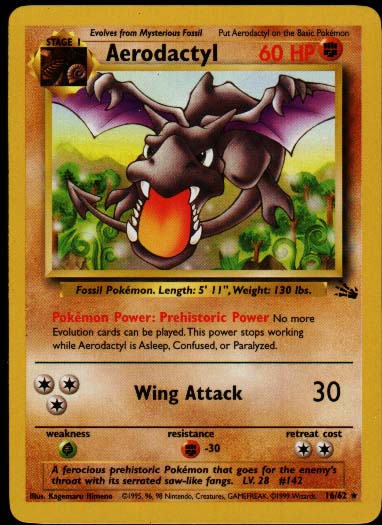 Evolves from Mysterious Fossil Put Aerodactyl on the Basic Pokémon
STAGE 1
Aerodactyl 60 HP
Fossil Pokémon. Length: 5' 11", Weight: 130 lbs.
Pokémon Power: Prehistoric Power No more
Evolution cards can be played. This power stops working
while Aerodactyl is Asleep, Confused, or Paralyzed.
Wing Attack 30
weakness resistance retreat cost
-30
A ferocious prehistoric Pokémon that goes for the enemy's
throat with its serrated saw-like fangs. LV. 28 #142
Illus. Kagemaru Himeno ©1995, 96, 98 Nintendo, Creatures, GAMEFREAK. ©1999 Wizards. 16/62 ★